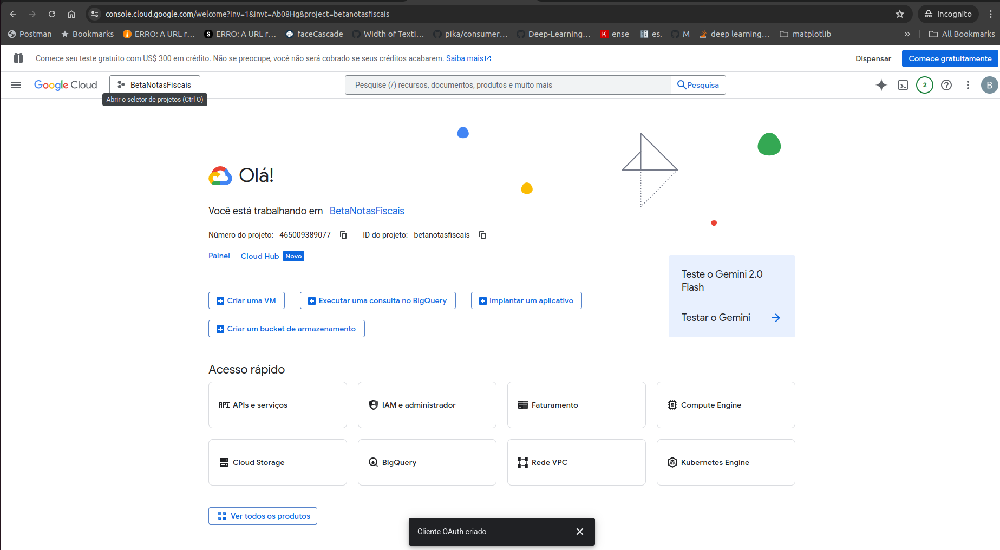 console.cloud.google.com/welcome?inv=1&invt=Ab08Hg&project=betanotasfiscais
Incognito
Postman
Bookmarks
ERRO: A URL r…
ERRO: A URL r…
faceCascade
Width of TextI…
pika/consumer…
Deep-Learning…
K
ense
es.
M
deep learning…
matplotlib
»
All Bookmarks
Comece seu teste gratuito com US$ 300 em crédito. Não se preocupe, você não será cobrado se seus créditos acabarem. Saiba mais
Dispensar
Comece gratuitamente
Google Cloud
BetaNotasFiscais
Pesquise (/) recursos, documentos, produtos e muito mais
Pesquisa
2
B
Abrir o seletor de projetos (Ctrl O)
Olá!
Você está trabalhando em BetaNotasFiscais
Número do projeto: 465009389077
ID do projeto: betanotasfiscais
Painel
Cloud Hub
Novo
Teste o Gemini 2.0
Flash
Testar o Gemini
Criar uma VM
Executar uma consulta no BigQuery
Implantar um aplicativo
Criar um bucket de armazenamento
Acesso rápido
API APIs e serviços
IAM e administrador
Faturamento
Compute Engine
Cloud Storage
BigQuery
Rede VPC
Kubernetes Engine
Ver todos os produtos
Cliente OAuth criado